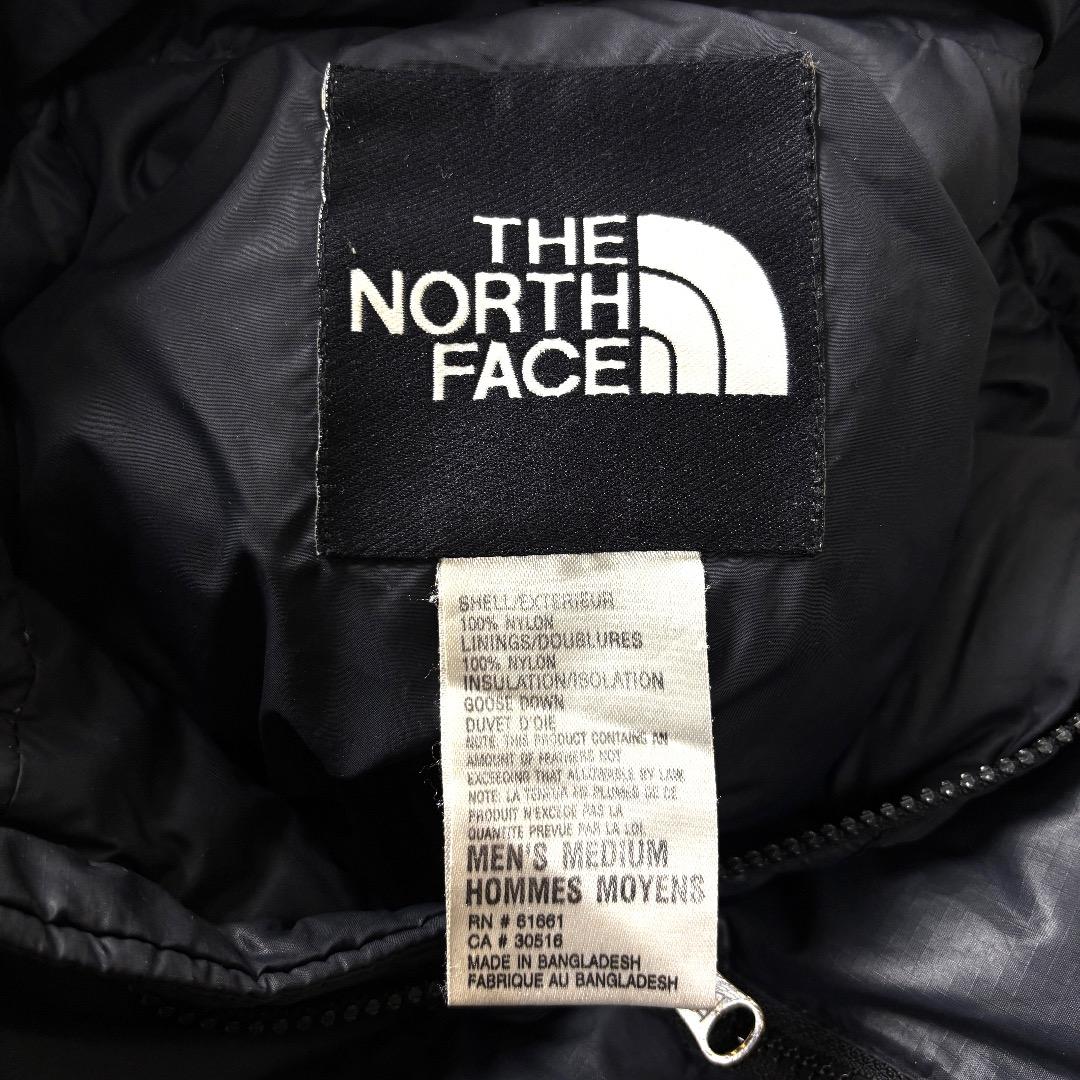 THE
NORTH
FACE
SHELL/EXTERIEUR
100% NYLON
LININGS/DOUBLURES
100% NYLON
INSULATION/ISOLATION
GOOSE DOWN
DUVET D'OIE
NOTE: THIS PRODUCT CONTAINS AN
AMOUNT OF FEATHERS NOT
EXCEEDING THAT ALLOWABLE BY LAW.
NOTE: LA TENEUR EN PLUMES DE CE
PRODUIT N'EXCEDE PAS LA
QUANTITE PREVUE PAR LA LOI.
MEN'S MEDIUM
HOMMES MOYENS
RN # 61661
CA # 30516
MADE IN BANGLADESH
FABRIQUE AU BANGLADESH